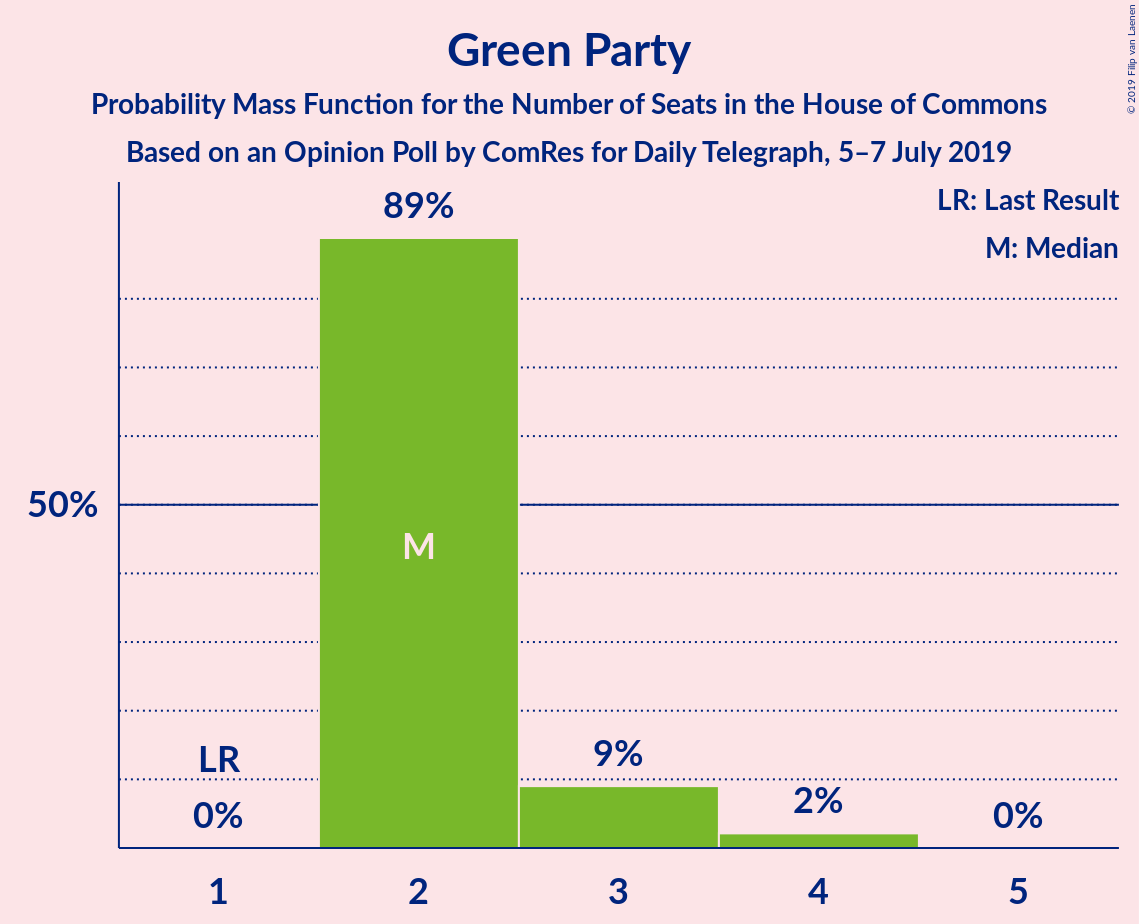 Green Party
Probability Mass Function for the Number of Seats in the House of Commons
Based on an Opinion Poll by ComRes for Daily Telegraph, 5–7 July 2019
© 2019 Filip van Laenen
LR: Last Result
M: Median
89%
50%
M
LR
0%
9%
2%
0%
1 2 3 4 5